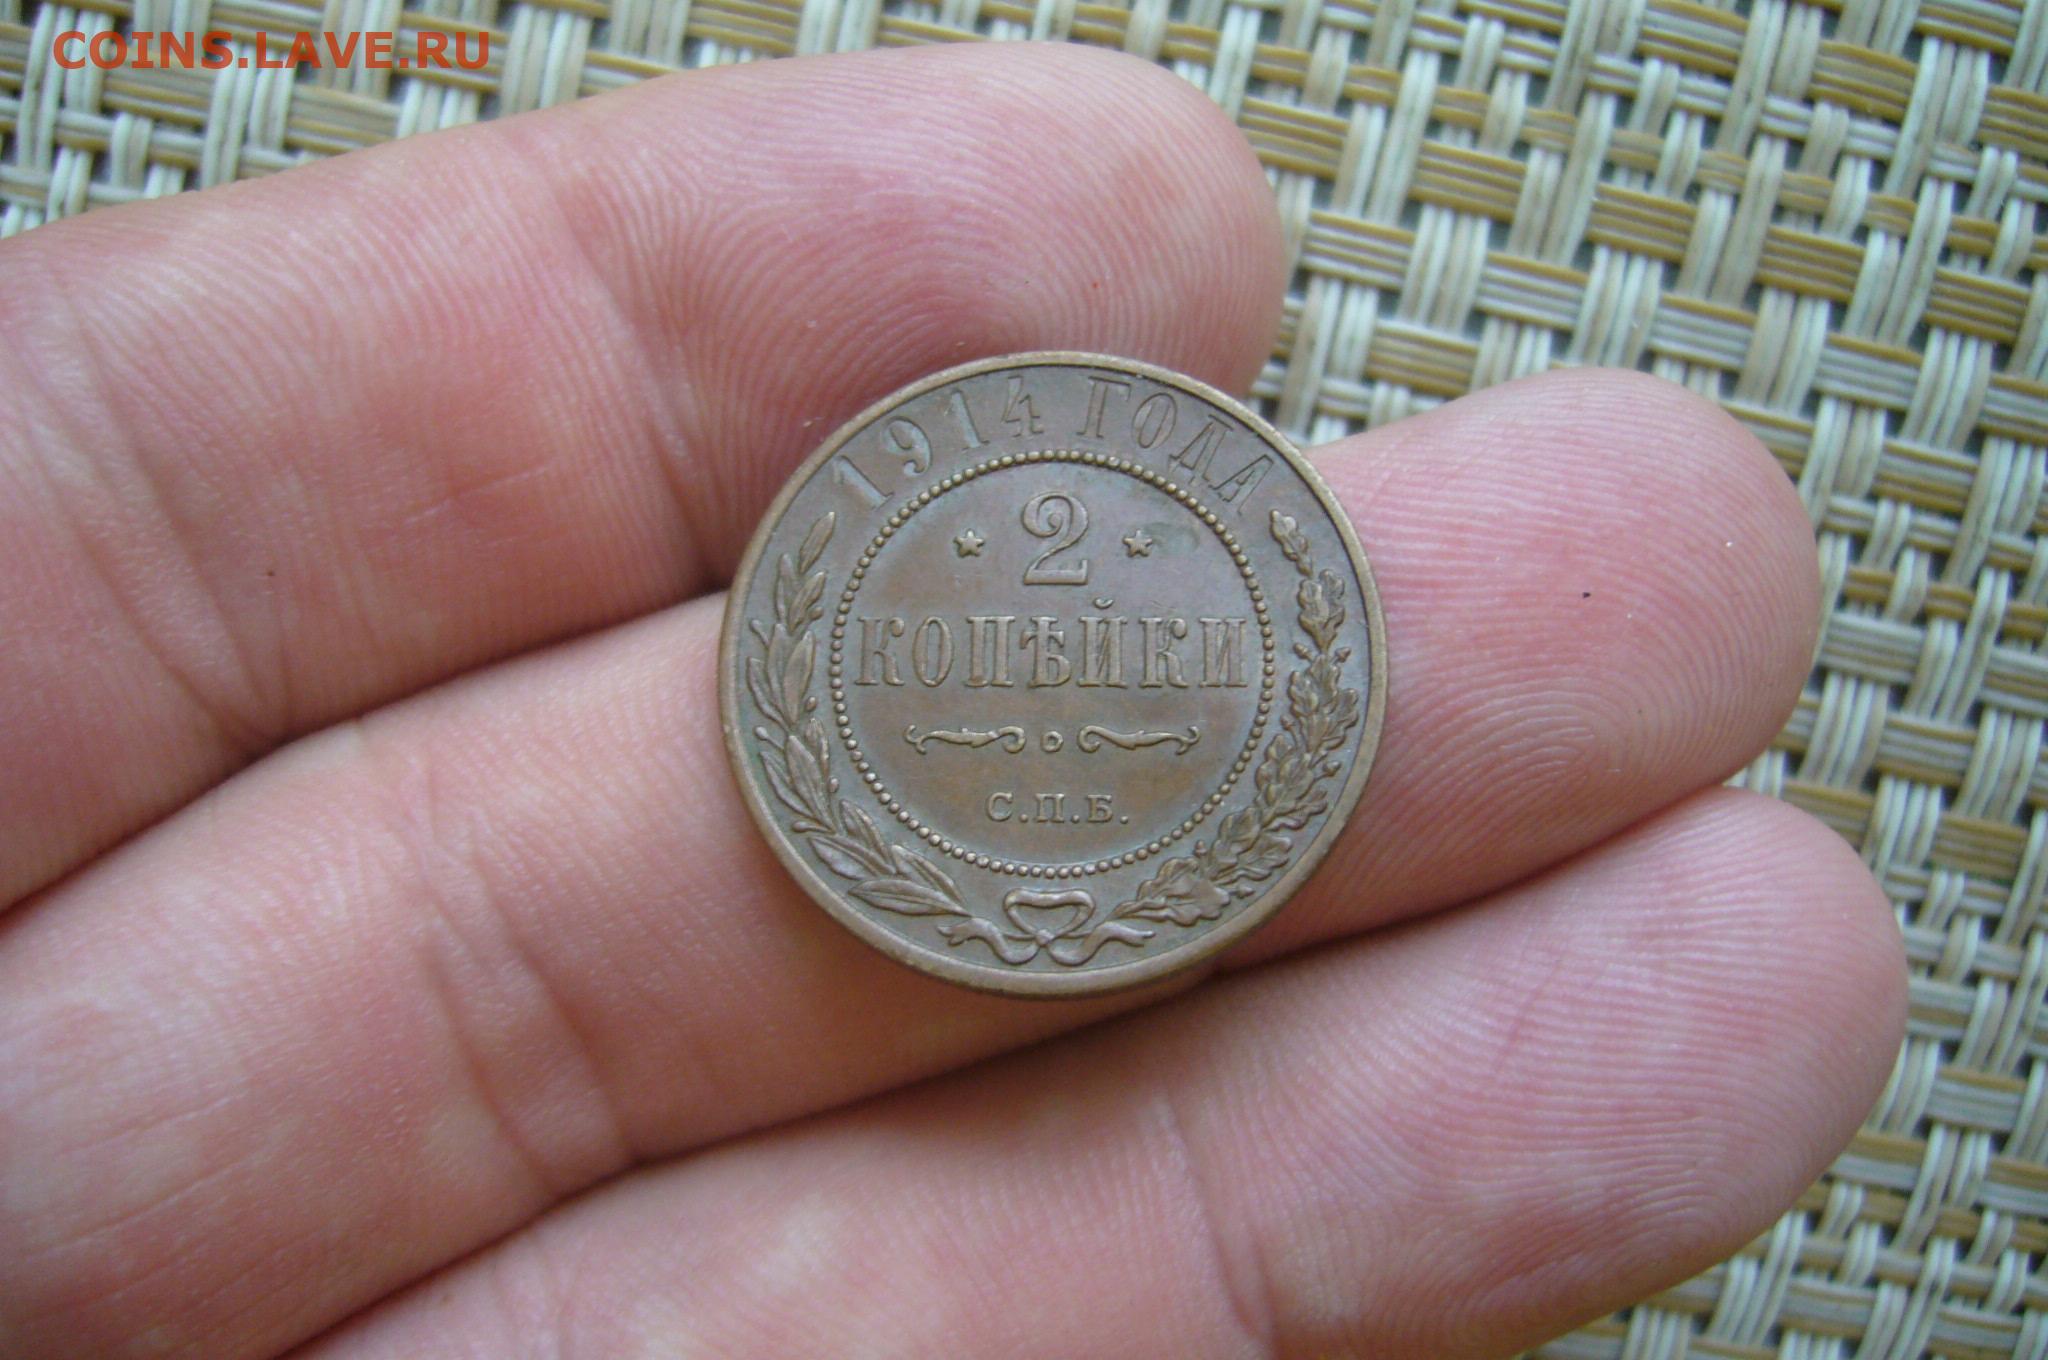 COINS.LAVE.RU
1914 ГОДА
2
КОПѢЙКИ
С.П.Б.